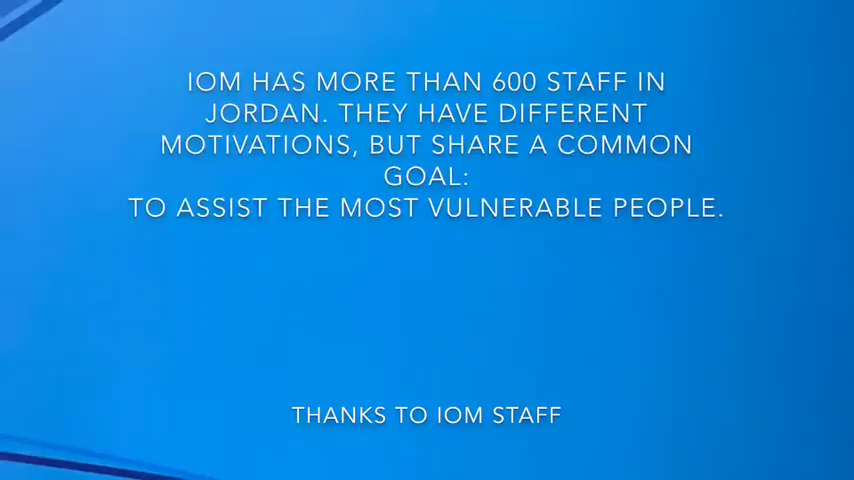 IOM HAS MORE THAN 600 STAFF IN
JORDAN. THEY HAVE DIFFERENT
MOTIVATIONS, BUT SHARE A COMMON
GOAL:
TO ASSIST THE MOST VULNERABLE PEOPLE.
THANKS TO IOM STAFF